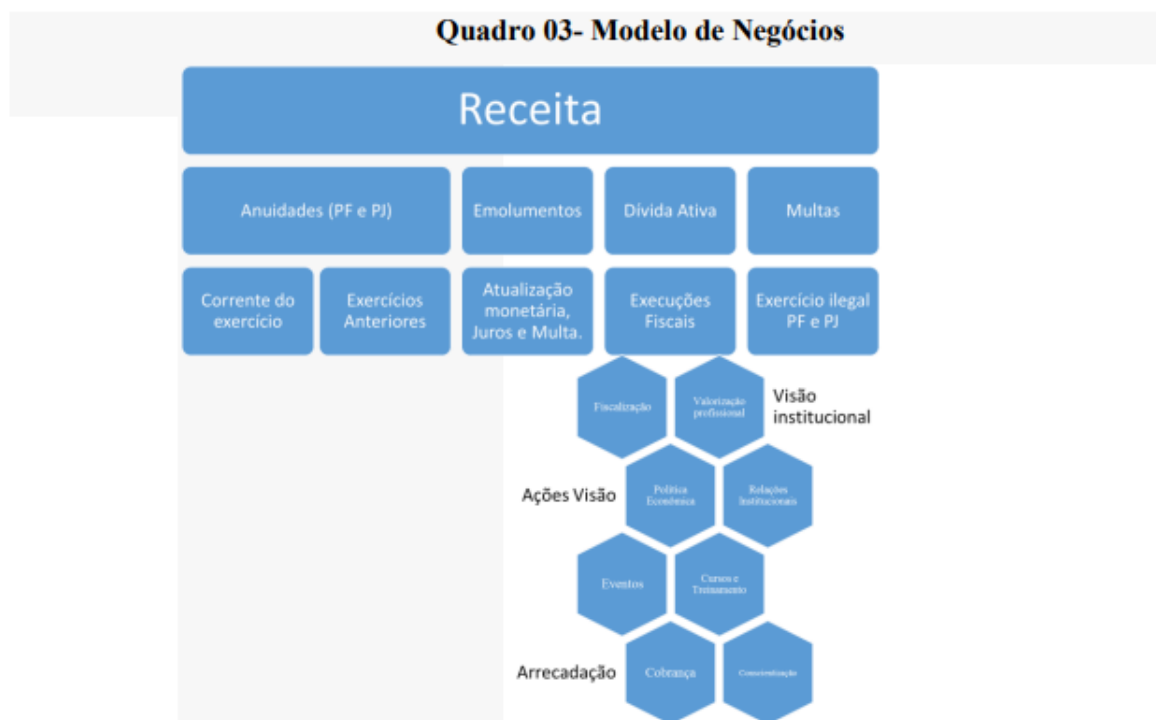 Quadro 03- Modelo de Negócios
Receita
Anuidades (PF e PJ)
Emolumentos
Dívida Ativa
Multas
Corrente do
exercício
Exercícios
Anteriores
Atualização
monetária,
Juros e Multa.
Execuções
Fiscais
Exercício ilegal
PF e PJ
Fiscalização
Valorização
profissional
Visão
institucional
Ações Visão
Política
Econômica
Relações
Institucionais
Eventos
Cursos e
Treinamento
Arrecadação
Cobrança
Conscientização